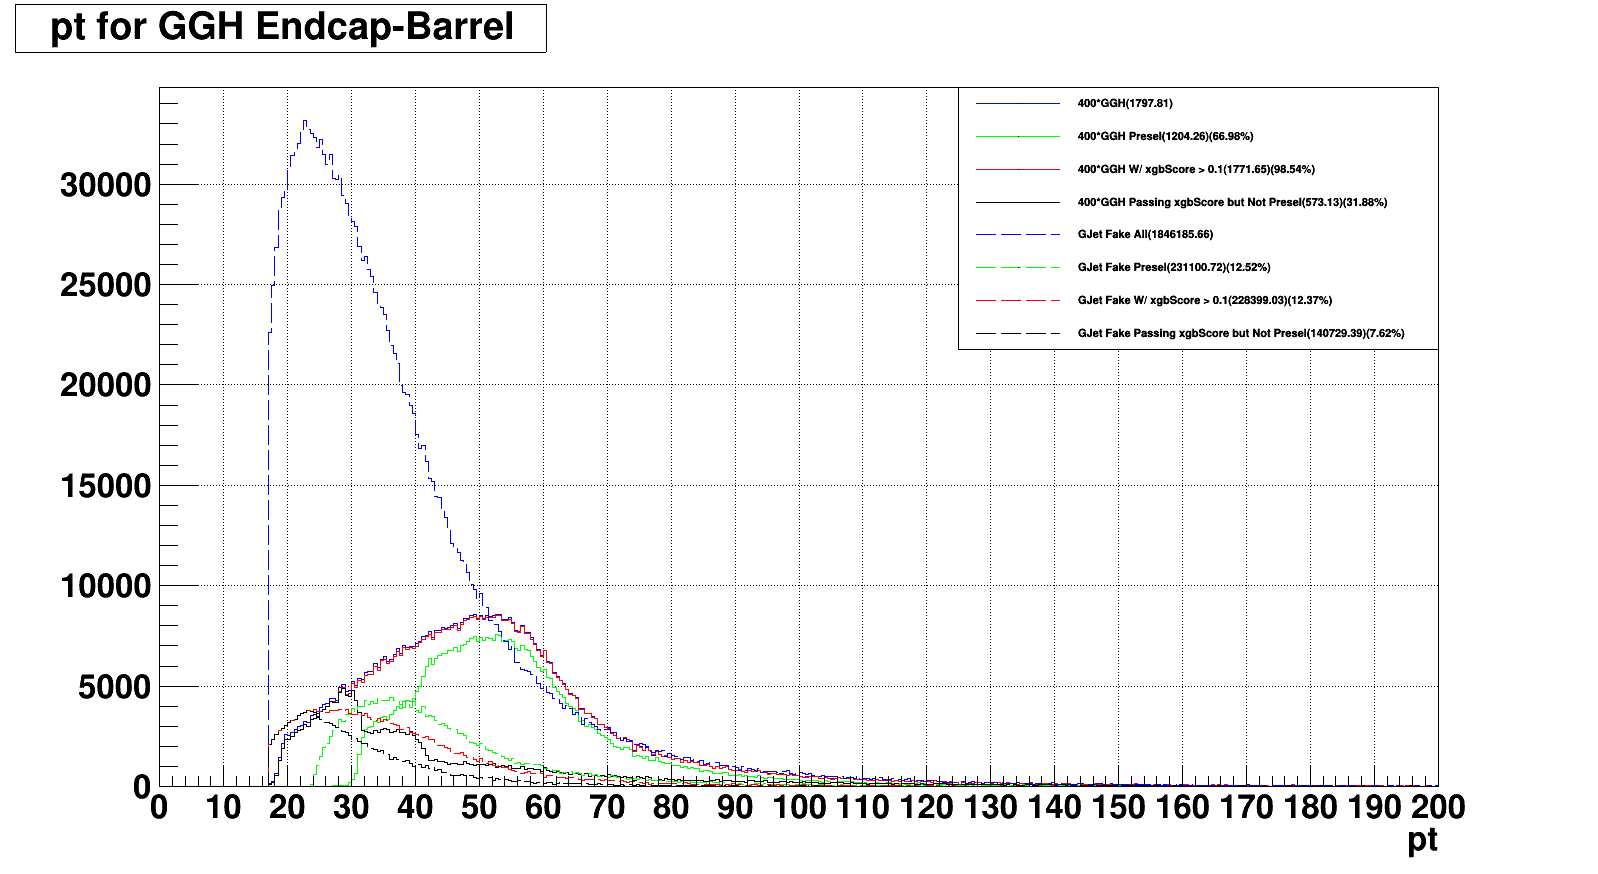 pt for GGH Endcap-Barrel
400*GGH(1797.81)
400*GGH Presel(1204.26)(66.98%)
400*GGH W/ xgbScore > 0.1(1771.65)(98.54%)
400*GGH Passing xgbScore but Not Presel(573.13)(31.88%)
GJet Fake All(1846185.66)
GJet Fake Presel(231100.72)(12.52%)
GJet Fake W/ xgbScore > 0.1(228399.03)(12.37%)
GJet Fake Passing xgbScore but Not Presel(140729.39)(7.62%)
30000
25000
20000
15000
10000
5000
0
0 10 20 30 40 50 60 70 80 90 100 110 120 130 140 150 160 170 180 190 200
pt